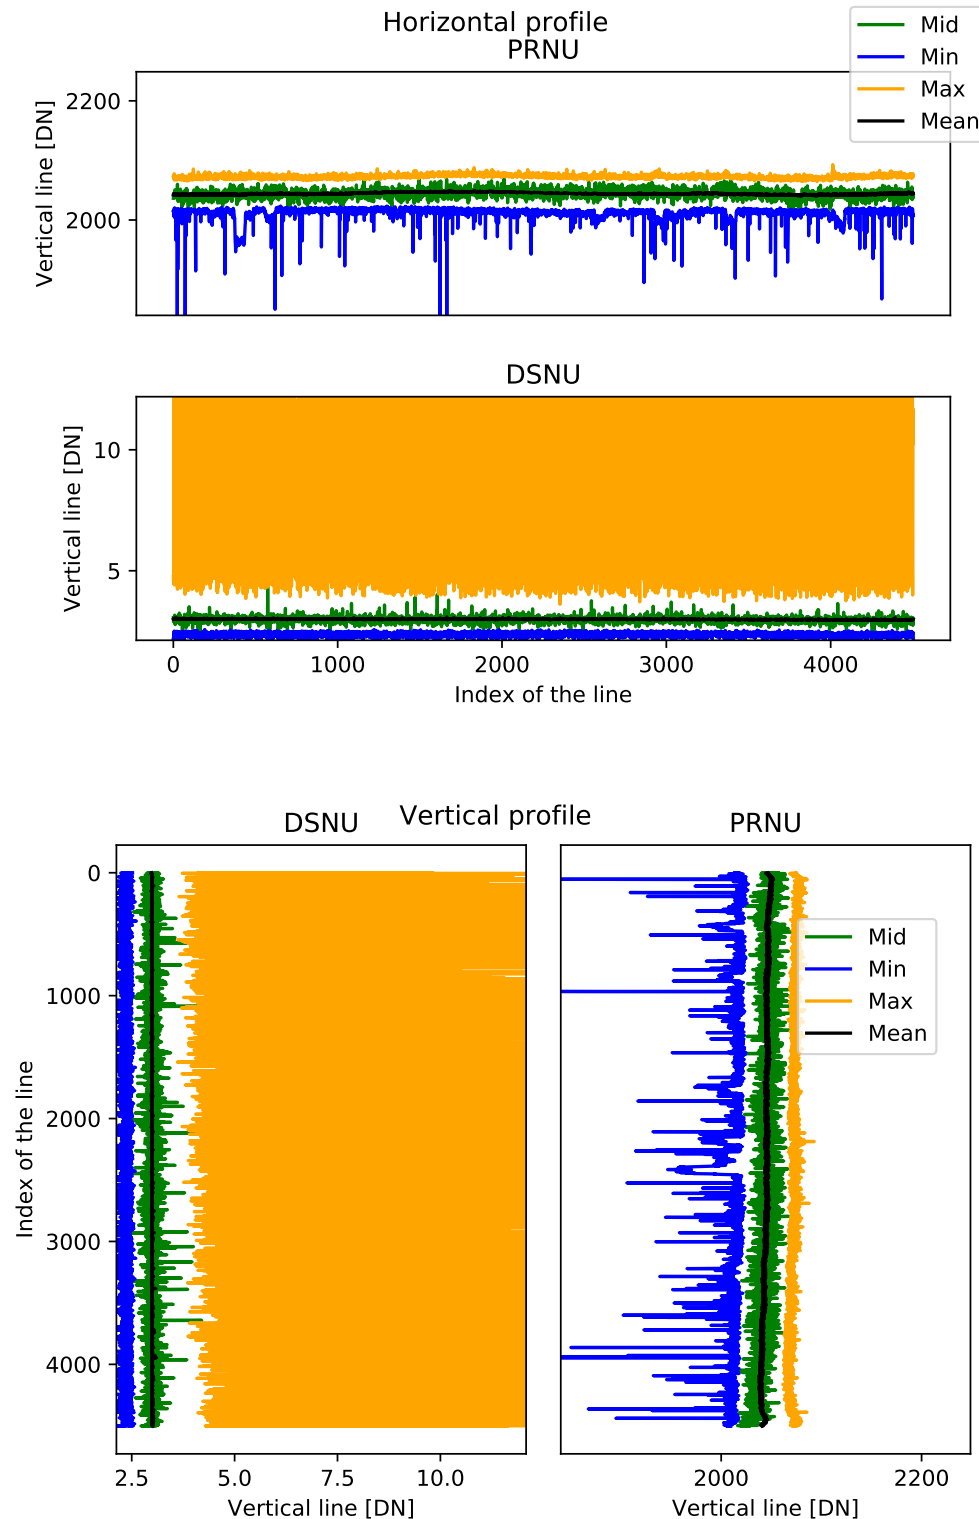 Horizontal profile
PRNU
Mid
Min
Max
Mean
Vertical line [DN]
2200
2000
DSNU
Vertical line [DN]
10
5
0
1000
2000
3000
4000
Index of the line
Vertical profile
DSNU
PRNU
Index of the line
0
1000
2000
3000
4000
Mid
Min
Max
Mean
2.5
5.0
7.5
10.0
2000
2200
Vertical line [DN]
Vertical line [DN]